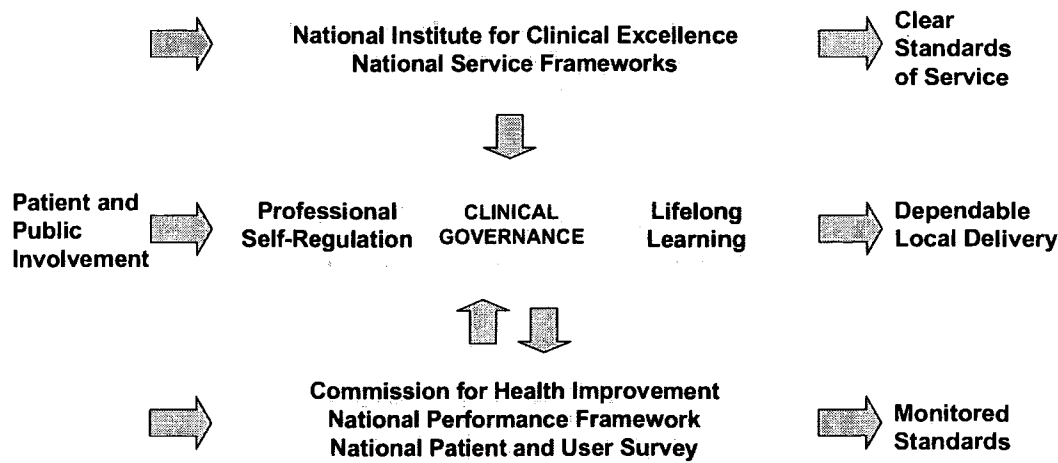 National Institute for Clinical Excellence
National Service Frameworks
Clear
Standards
of Service
Patient and
Public
Involvement
Professional
Self-Regulation
CLINICAL
GOVERNANCE
Lifelong
Learning
Dependable
Local Delivery
Commission for Health Improvement
National Performance Framework
National Patient and User Survey
Monitored
Standards